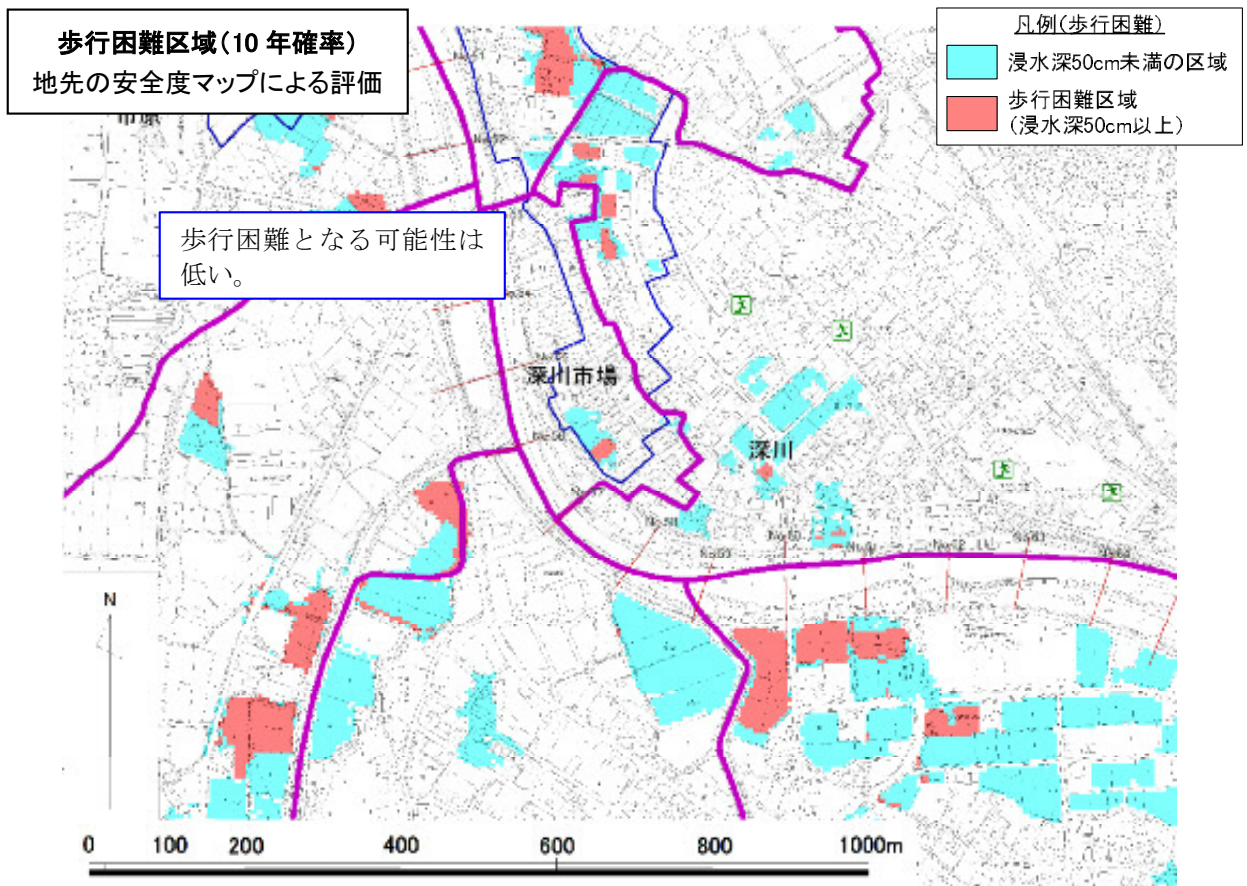 歩行困難区域(10年確率)
地先の安全度マップによる評価
凡例(歩行困難)
浸水深50cm未満の区域
歩行困難区域
(浸水深50cm以上)
歩行困難となる可能性は
低い。
深川市場
深川
No.60
No.63
N
0 100 200 400 600 800 1000m